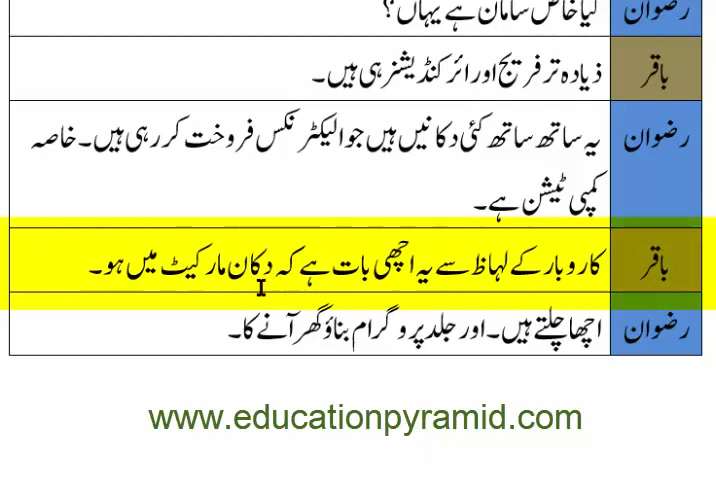 رضوان کیا خاص سامان ہے یہاں؟
باقر ذیادہ تر فریج اور ائر کنڈیشنر ہی ہیں۔
رضوان یہ ساتھ ساتھ کئی دکانیں ہیں جو الیکٹرنکس فروخت کر رہی ہیں۔ خاصہ
کمپی ٹیشن ہے۔
باقر کاروبار کے لہاظ سے یہ اچھی بات ہے کہ دکان مارکیٹ میں ہو۔
رضوان اچھا چلتے ہیں۔ اور جلد پروگرام بناؤ گھر آنے کا۔
www.educationpyramid.com